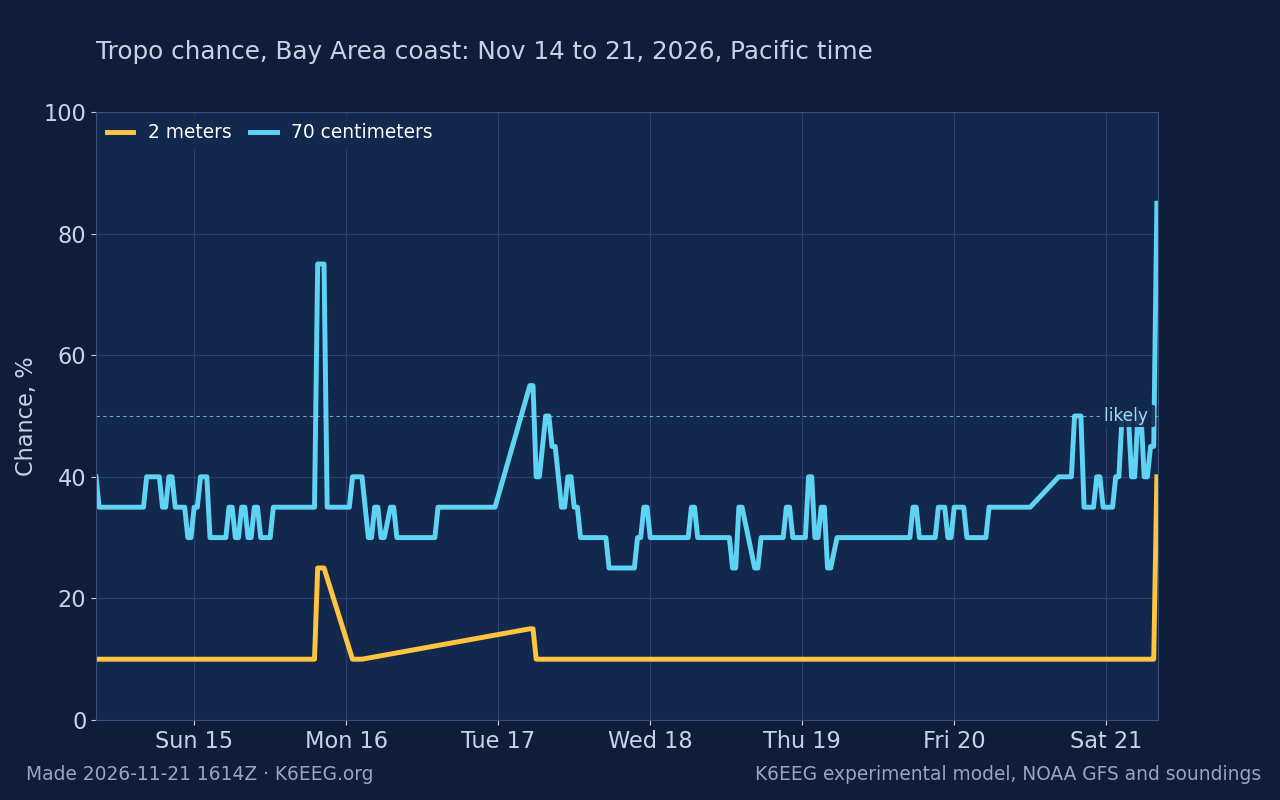 Tropo chance, Bay Area coast: Nov 14 to 21, 2026, Pacific time
100
2 meters 70 centimeters
80
60
likely
40
20
0
Chance, %
Sun 15 Mon 16 Tue 17 Wed 18 Thu 19 Fri 20 Sat 21
Made 2026-11-21 1614Z · K6EEG.org
K6EEG experimental model, NOAA GFS and soundings